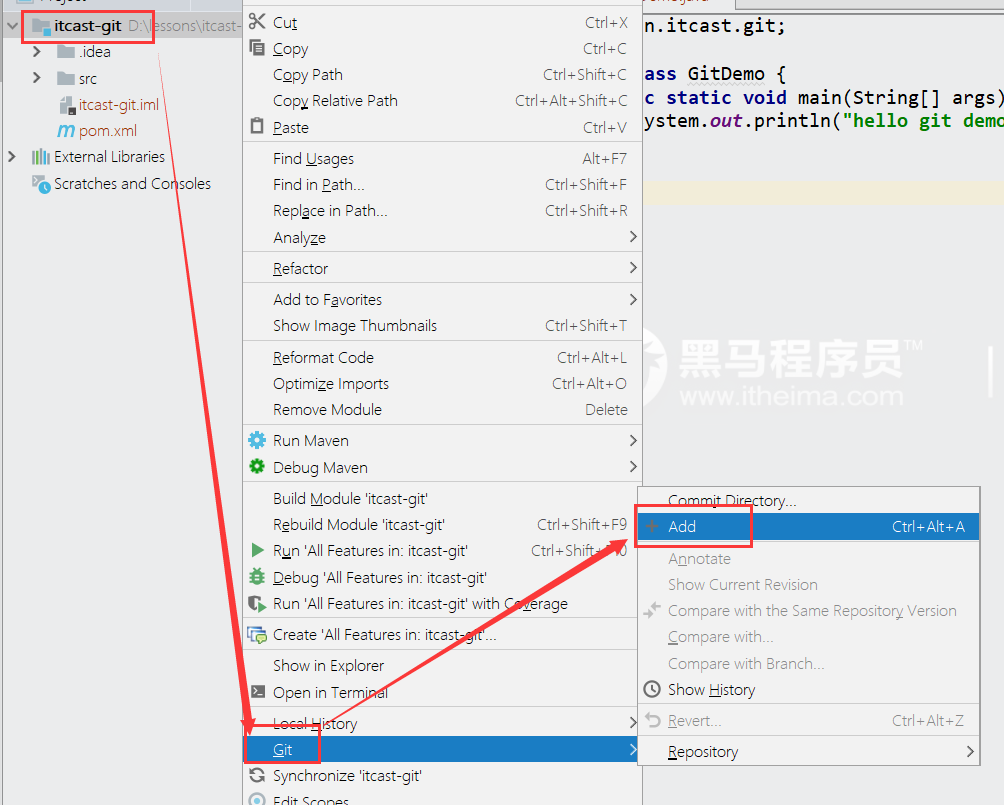 itcast-git D:\lessons\itcast-
.idea
src
itcast-git.iml
pom.xml
External Libraries
Scratches and Consoles
Cut Ctrl+X
Copy Ctrl+C
Copy Path Ctrl+Shift+C
Copy Relative Path Ctrl+Alt+Shift+C
Paste Ctrl+V
Find Usages Alt+F7
Find in Path... Ctrl+Shift+F
Replace in Path... Ctrl+Shift+R
Analyze
Refactor
Add to Favorites
Show Image Thumbnails Ctrl+Shift+T
Reformat Code Ctrl+Alt+L
Optimize Imports Ctrl+Alt+O
Remove Module Delete
Run Maven
Debug Maven
Build Module 'itcast-git'
Rebuild Module 'itcast-git' Ctrl+Shift+F9
Run 'All Features in: itcast-git' Ctrl+Shift+F10
Debug 'All Features in: itcast-git'
Run 'All Features in: itcast-git' with Coverage
Create 'All Features in: itcast-git'...
Show in Explorer
Open in Terminal
Local History
Git
Synchronize 'itcast-git'
Edit Scopes
n.itcast.git;
ass GitDemo {
c static void main(String[] args)
ystem.out.println("hello git demo
黑马程序员™
www.itheima.com
Commit Directory...
Add Ctrl+Alt+A
Annotate
Show Current Revision
Compare with the Same Repository Version
Compare with...
Compare with Branch...
Show History
Revert... Ctrl+Alt+Z
Repository